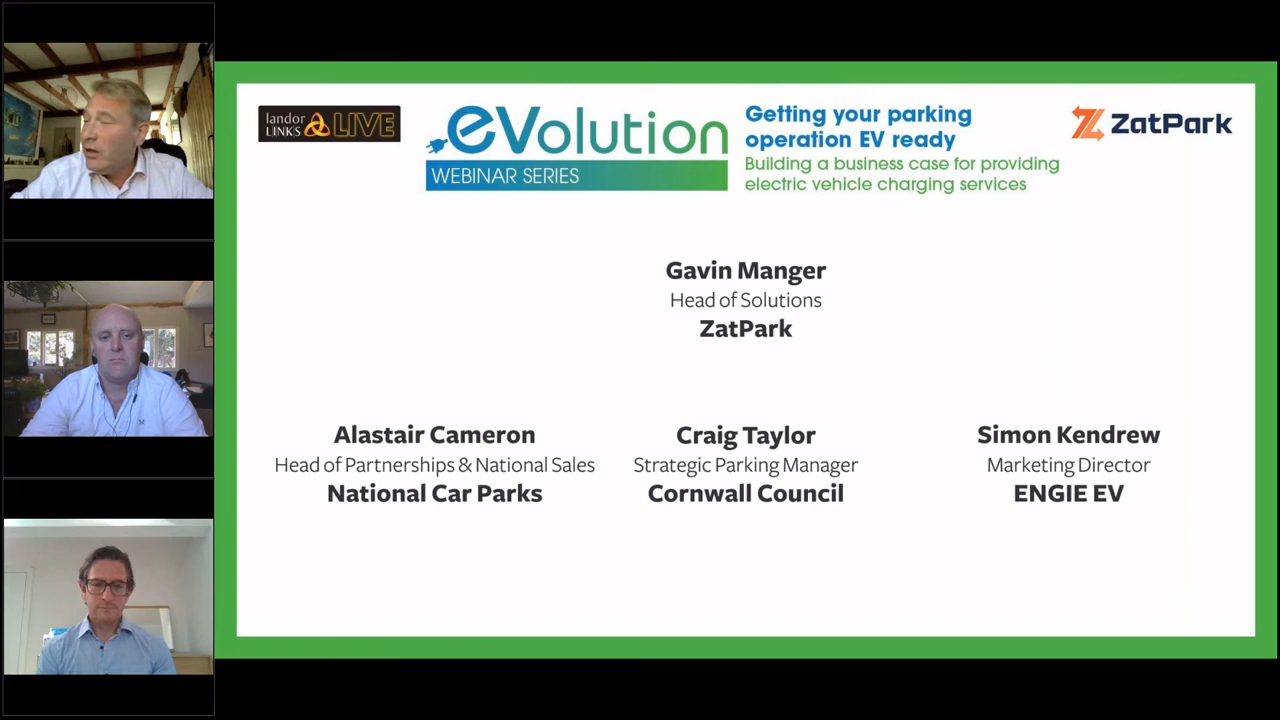 landor
LINKS LIVE
eVolution
WEBINAR SERIES
Getting your parking
operation EV ready
Building a business case for providing
electric vehicle charging services
ZatPark
Gavin Manger
Head of Solutions
ZatPark
Alastair Cameron
Head of Partnerships & National Sales
National Car Parks
Craig Taylor
Strategic Parking Manager
Cornwall Council
Simon Kendrew
Marketing Director
ENGIE EV